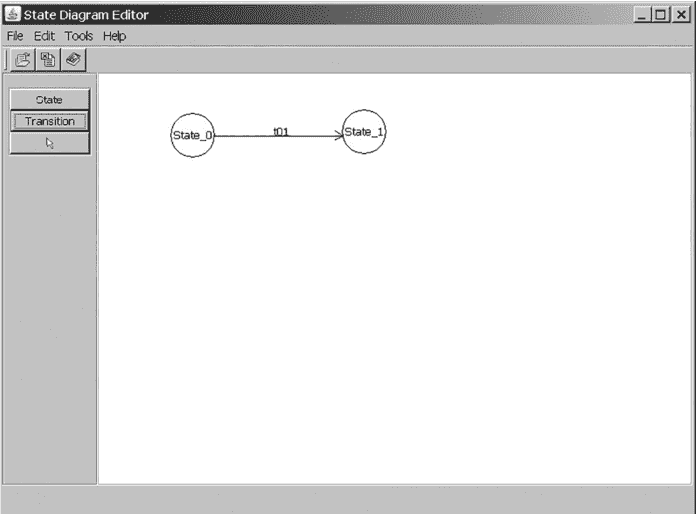 State Diagram Editor
File Edit Tools Help
State
Transition
State_0 t01 State_1